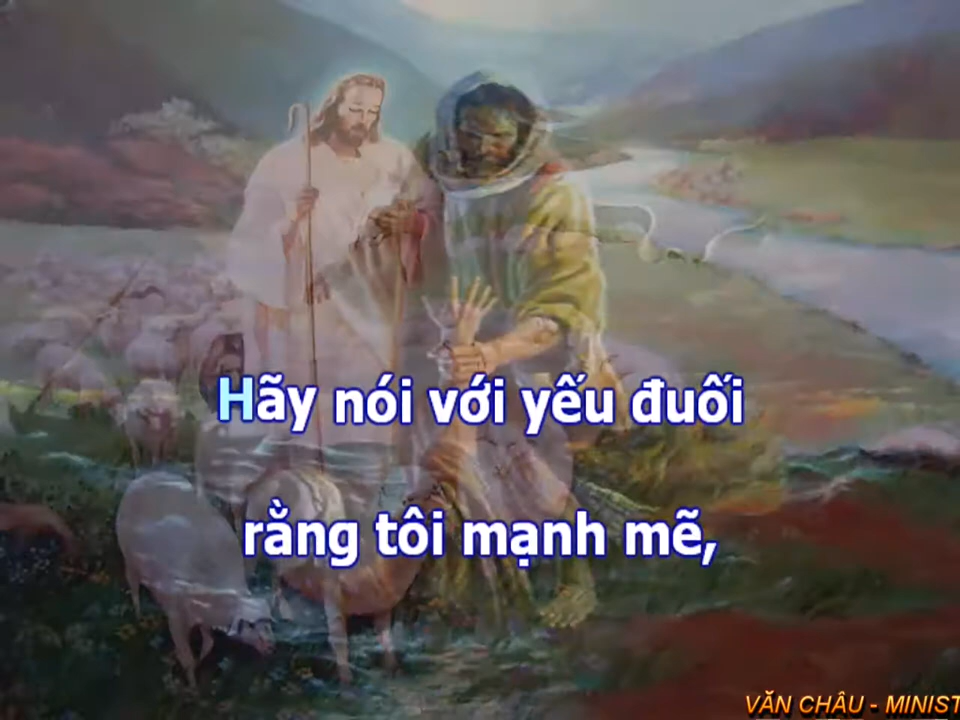 Hãy nói với yếu đuối
rằng tôi mạnh mẽ,
VĂN CHÂU - MINIST